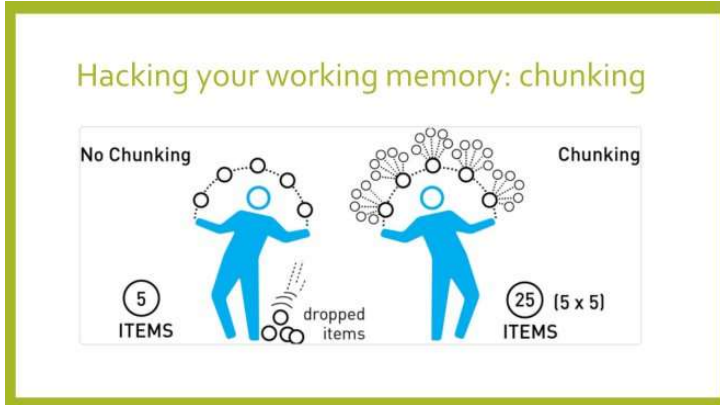 Hacking your working memory: chunking
No Chunking
5
ITEMS
dropped
items
Chunking
25 (5 x 5)
ITEMS